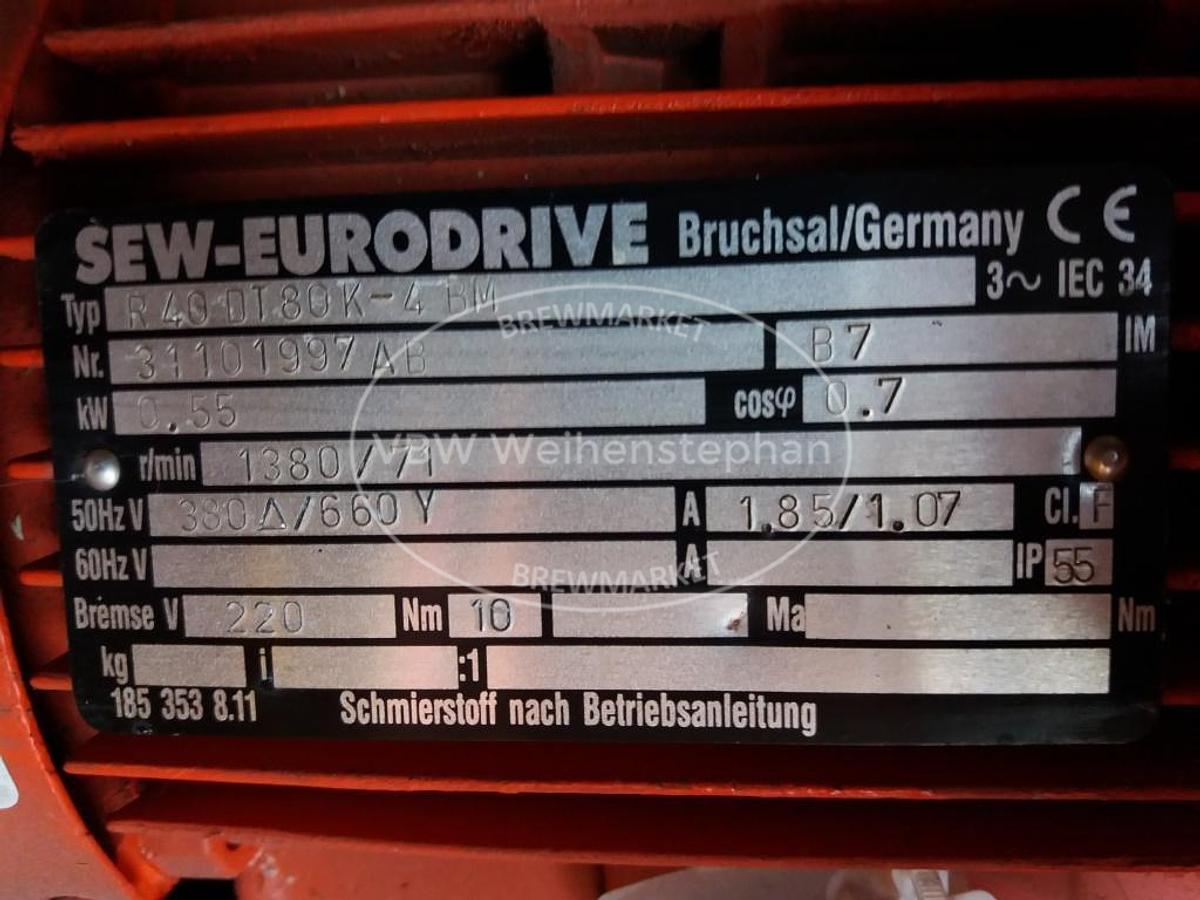 SEW-EURODRIVE Bruchsal/Germany CE
Typ R 40 DT80K-4 BM 3~ IEC 34
Nr. 31101997AB B7 IM
kW 0.55 cosφ 0.7
r/min 1380/71
50Hz V 380Δ/660Y A 1.85/1.07 Cl. F
60Hz V A IP 55
Bremse V 220 Nm 10 Ma Nm
kg i :1
185 353 8.11 Schmierstoff nach Betriebsanleitung
BREWMARKET
VBW Weihenstephan
BREWMARKET